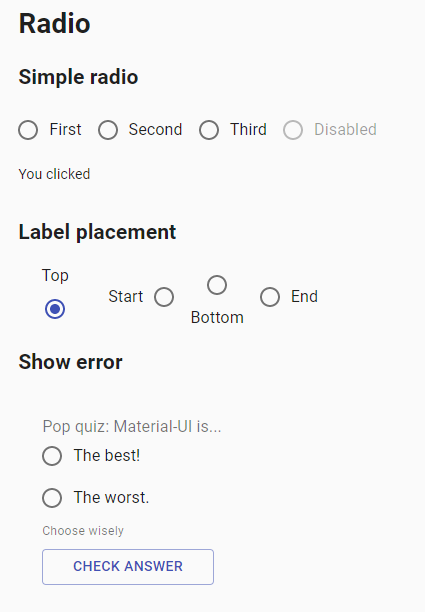 Radio
Simple radio
First Second Third Disabled
You clicked
Label placement
Top
Start
Bottom
End
Show error
Pop quiz: Material-UI is...
The best!
The worst.
Choose wisely
CHECK ANSWER